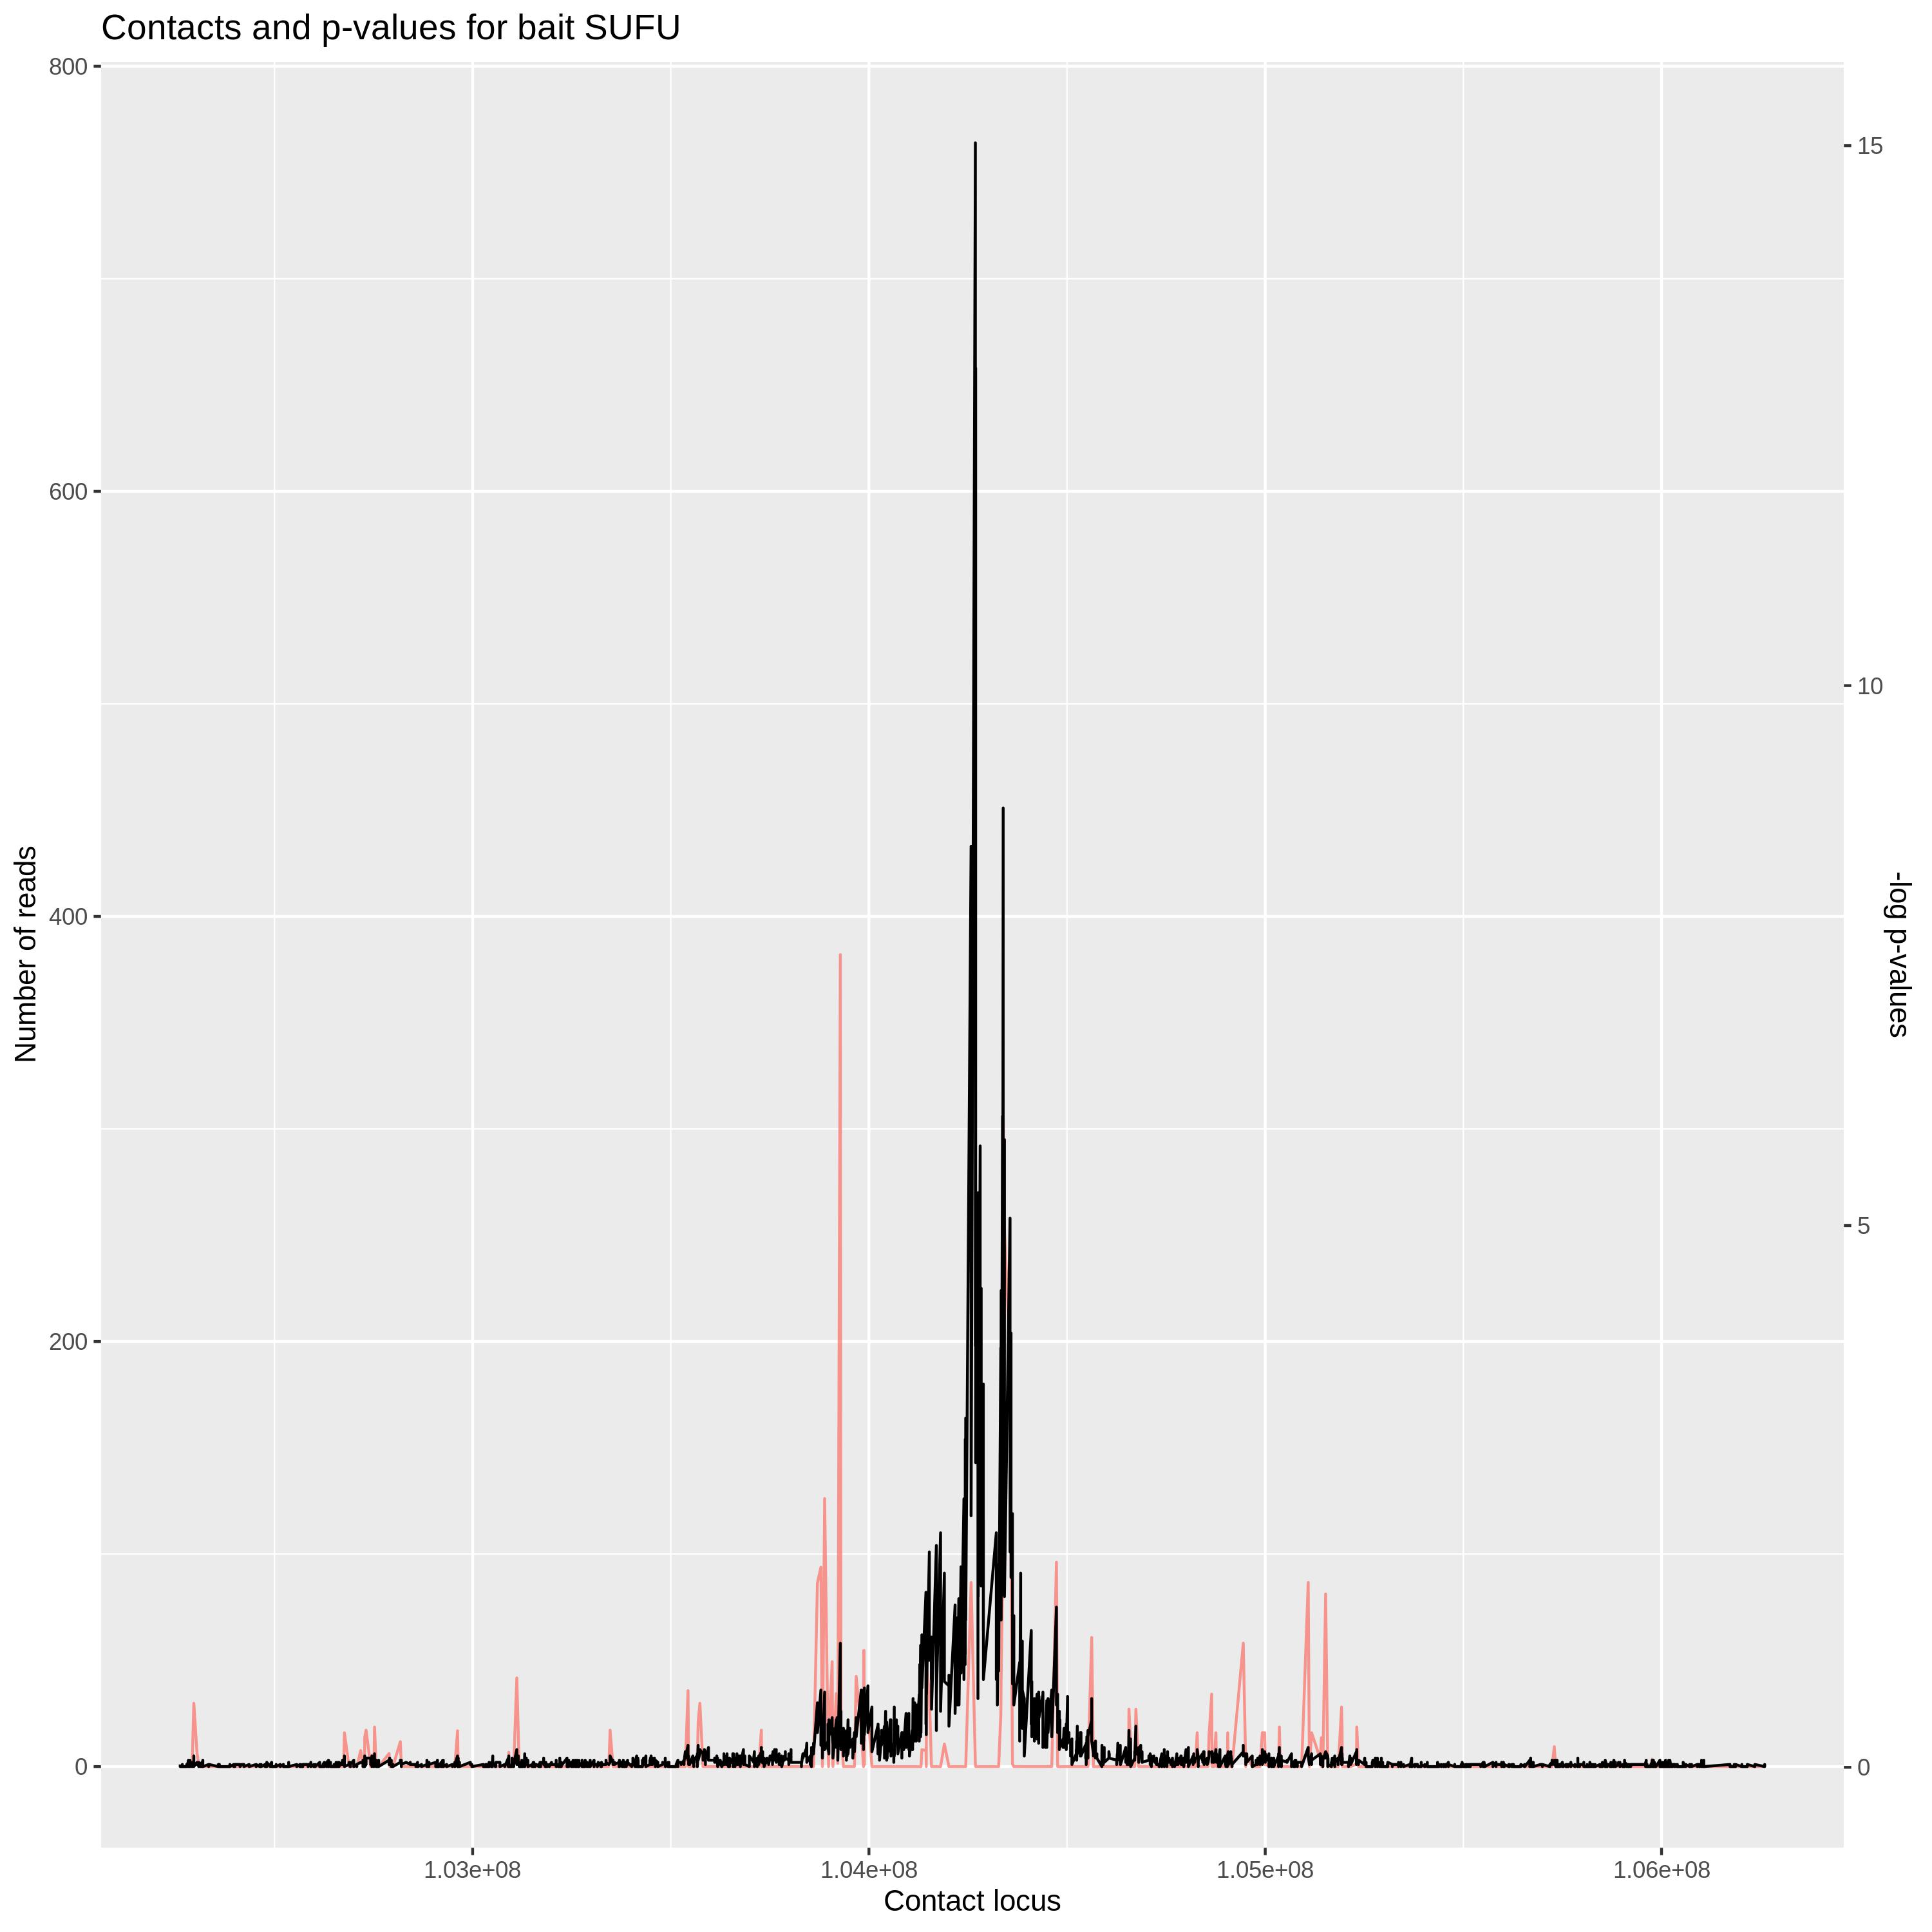 Contacts and p-values for bait SUFU
800
600
400
200
0
Number of reads
15
10
5
0
-log p-values
1.03e+08 1.04e+08 1.05e+08 1.06e+08
Contact locus